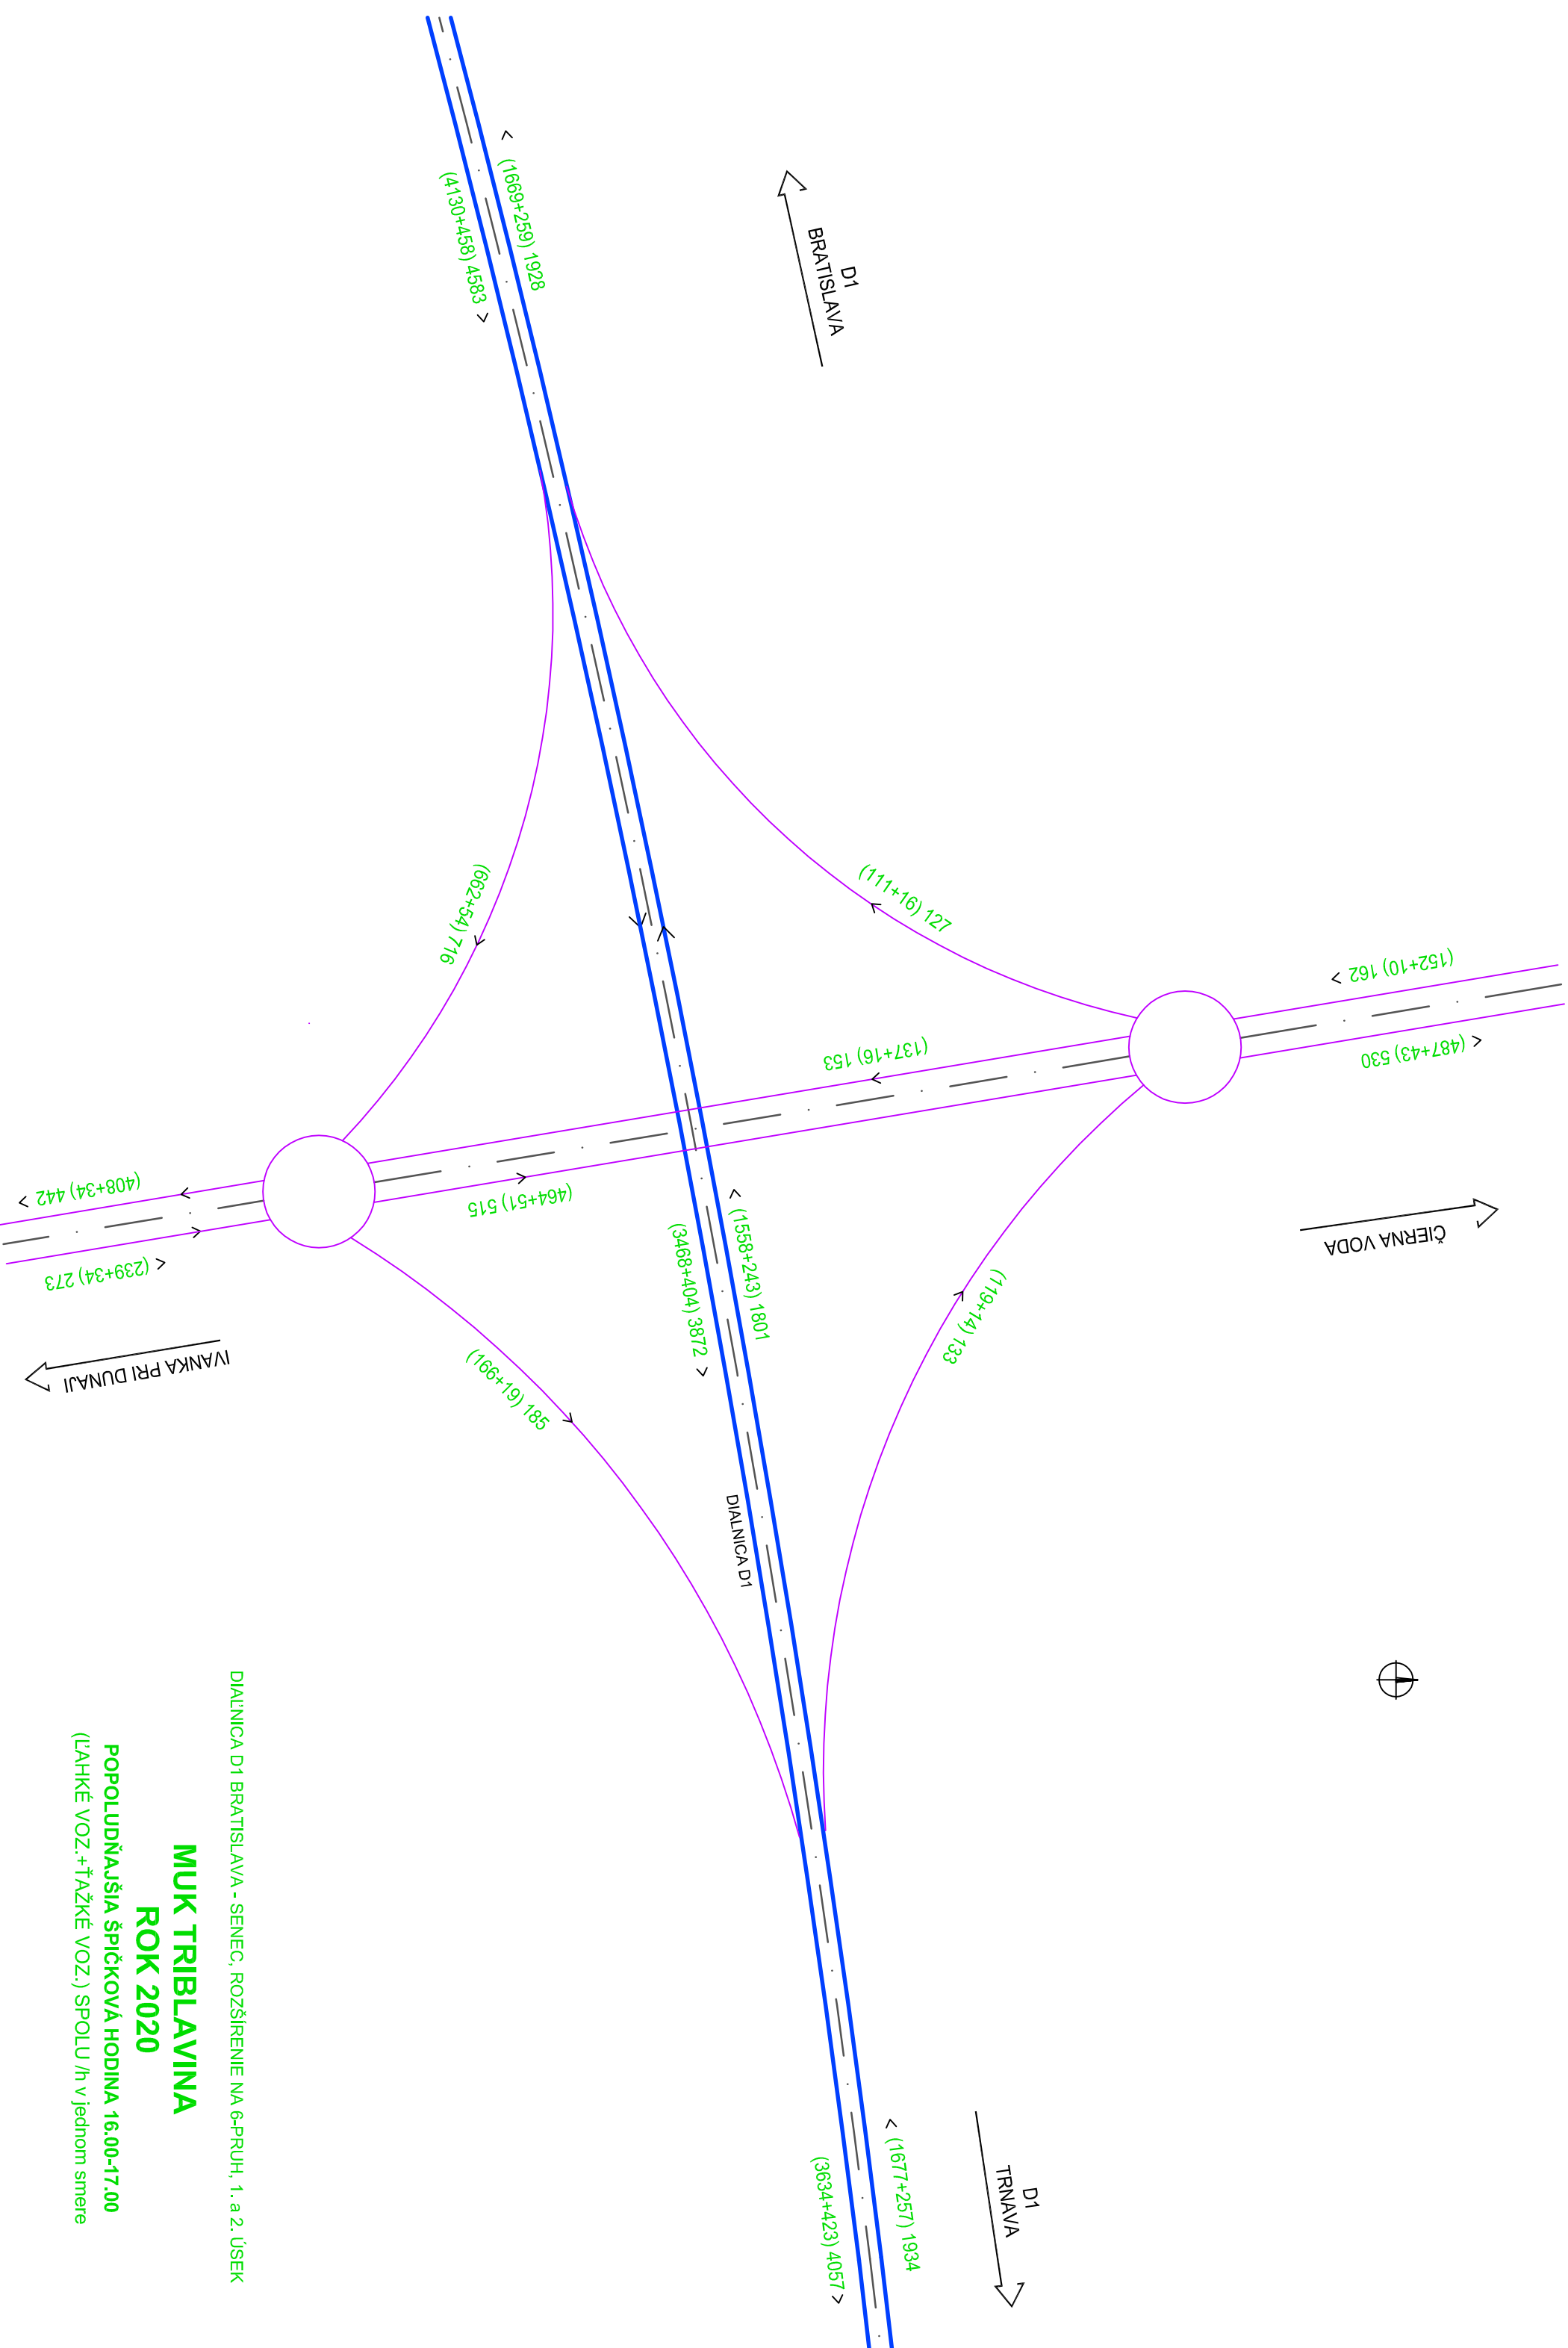 (1669+259) 1928
(4130+458) 4583
D1
BRATISLAVA
(662+54) 716
(111+16) 127
(152+10) 162
(487+43) 530
(137+16) 153
(464+51) 515
(408+34) 442
(239+34) 273
IVANKA PRI DUNAJI
ČIERNA VODA
(1558+243) 1801
(3468+404) 3872
(119+14) 133
(166+19) 185
DIALNICA D1
D1
TRNAVA
(1677+257) 1934
(3634+423) 4057
DIAĽNICA D1 BRATISLAVA - SENEC, ROZŠÍRENIE NA 6-PRUH, 1. a 2. ÚSEK
MUK TRIBLAVINA
ROK 2020
POPOLUDŇAJŠIA ŠPIČKOVÁ HODINA 16.00-17.00
(ĽAHKÉ VOZ.+ŤAŽKÉ VOZ.) SPOLU /h v jednom smere